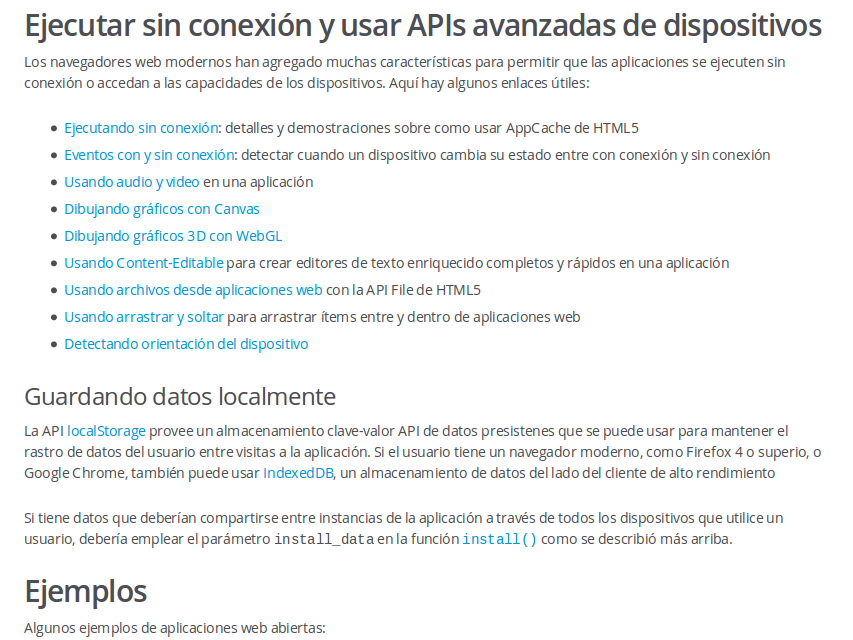 Ejecutar sin conexión y usar APIs avanzadas de dispositivos
Los navegadores web modernos han agregado muchas características para permitir que las aplicaciones se ejecuten sin
conexión o accedan a las capacidades de los dispositivos. Aquí hay algunos enlaces útiles:
• Ejecutando sin conexión: detalles y demostraciones sobre como usar AppCache de HTML5
• Eventos con y sin conexión: detectar cuando un dispositivo cambia su estado entre con conexión y sin conexión
• Usando audio y video en una aplicación
• Dibujando gráficos con Canvas
• Dibujando gráficos 3D con WebGL
• Usando Content-Editable para crear editores de texto enriquecido completos y rápidos en una aplicación
• Usando archivos desde aplicaciones web con la API File de HTML5
• Usando arrastrar y soltar para arrastrar ítems entre y dentro de aplicaciones web
• Detectando orientación del dispositivo
Guardando datos localmente
La API localStorage provee un almacenamiento clave-valor API de datos presistenes que se puede usar para mantener el
rastro de datos del usuario entre visitas a la aplicación. Si el usuario tiene un navegador moderno, como Firefox 4 o superio, o
Google Chrome, también puede usar IndexedDB, un almacenamiento de datos del lado del cliente de alto rendimiento
Si tiene datos que deberían compartirse entre instancias de la aplicación a través de todos los dispositivos que utilice un
usuario, debería emplear el parámetro install_data en la función install() como se describió más arriba.
Ejemplos
Algunos ejemplos de aplicaciones web abiertas: